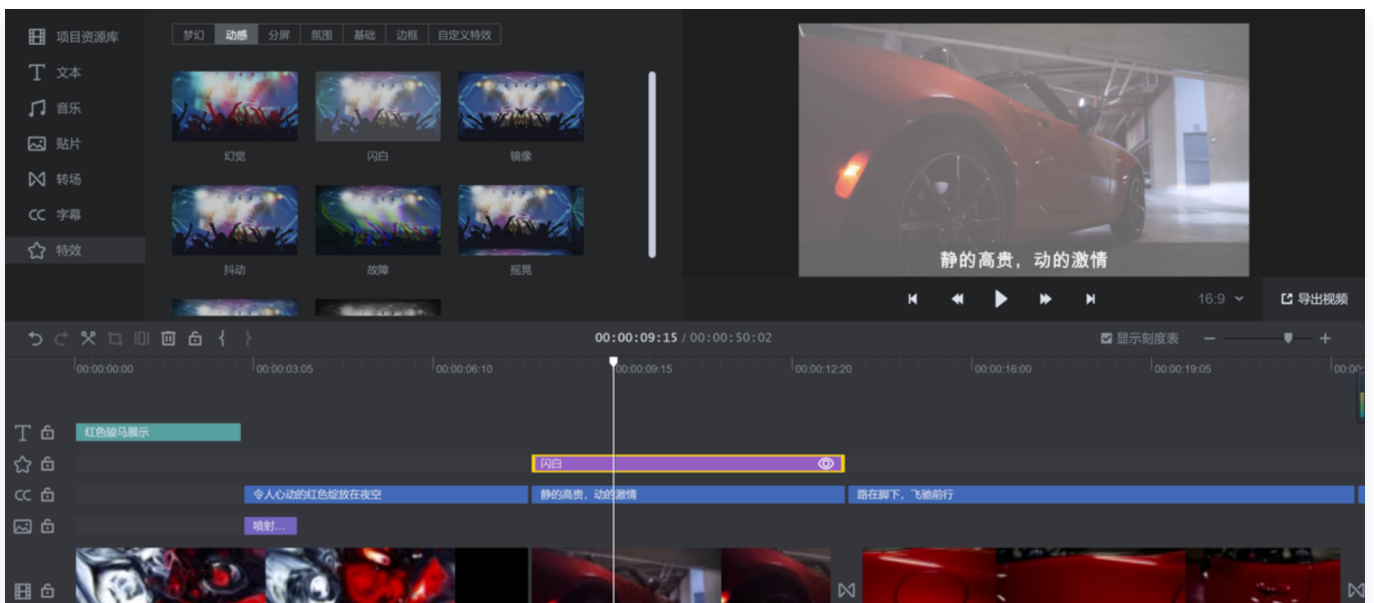 项目资源库
文本
音乐
贴片
转场
CC 字幕
特效
梦幻 动感 分屏 氛围 基础 边框 自定义特效
幻觉 闪白 镜像
抖动 故障 摇晃
静的高贵，动的激情
16:9 导出视频
00:00:09:15 / 00:00:50:02 显示刻度表
00:00:00:00 00:00:03:05 00:00:06:10 00:00:09:15 00:00:12:20 00:00:16:00 00:00:19:05 00:00
T 红色骏马展示
闪白
CC 令人心动的红色绽放在夜空 静的高贵，动的激情 路在脚下，飞驰前行
喷射...